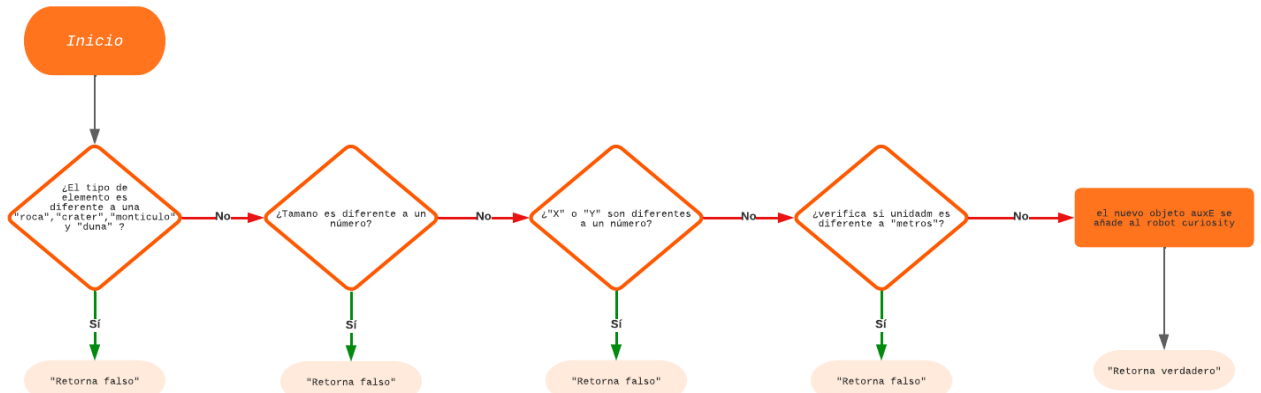 Inicio
¿El tipo de
elemento es
diferente a una
"roca","crater","monticulo"
y "duna" ?
No
¿Tamano es diferente a un
número?
No
¿"X" o "Y" son diferentes
a un número?
No
¿verifica si unidadm es
diferente a "metros"?
No
el nuevo objeto auxE se
añade al robot curiosity
Sí
Sí
Sí
Sí
"Retorna falso"
"Retorna falso"
"Retorna falso"
"Retorna falso"
"Retorna verdadero"